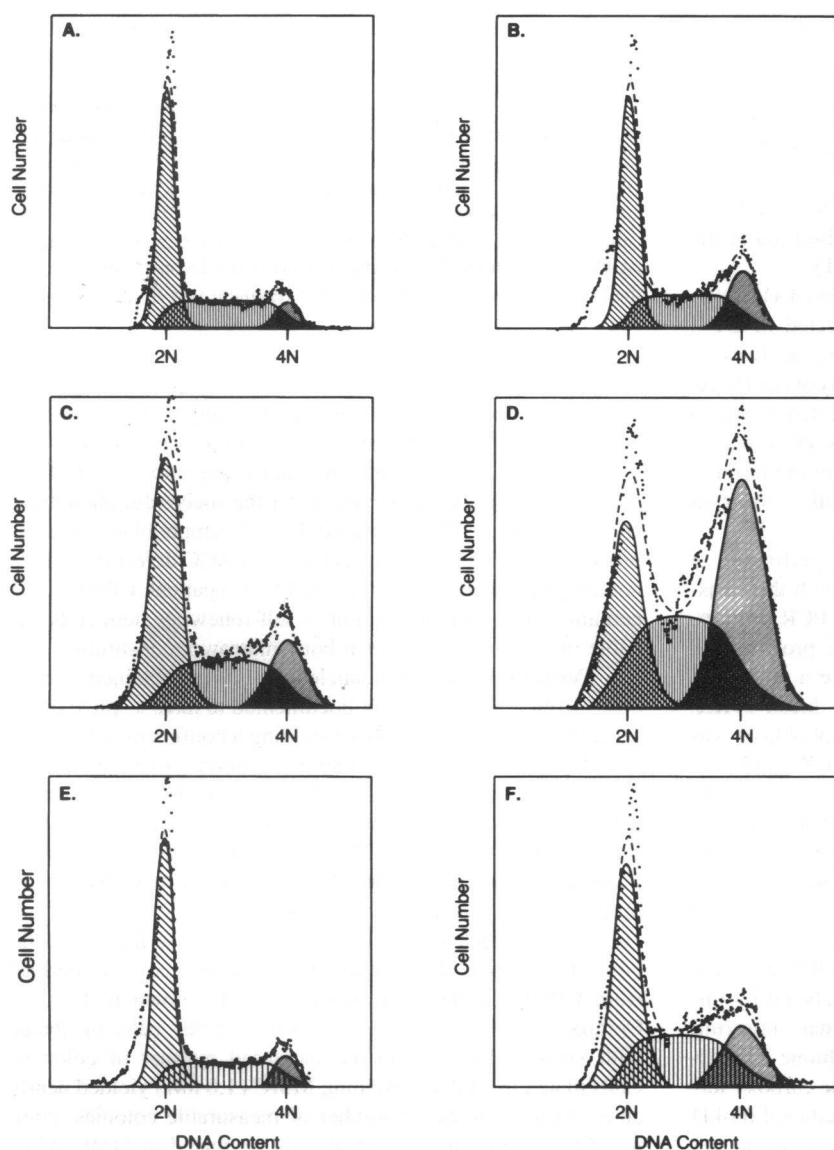 A.
Cell Number
2N
4N
B.
Cell Number
2N
4N
C.
Cell Number
2N
4N
D.
Cell Number
2N
4N
E.
Cell Number
2N
4N
DNA Content
F.
Cell Number
2N
4N
DNA Content